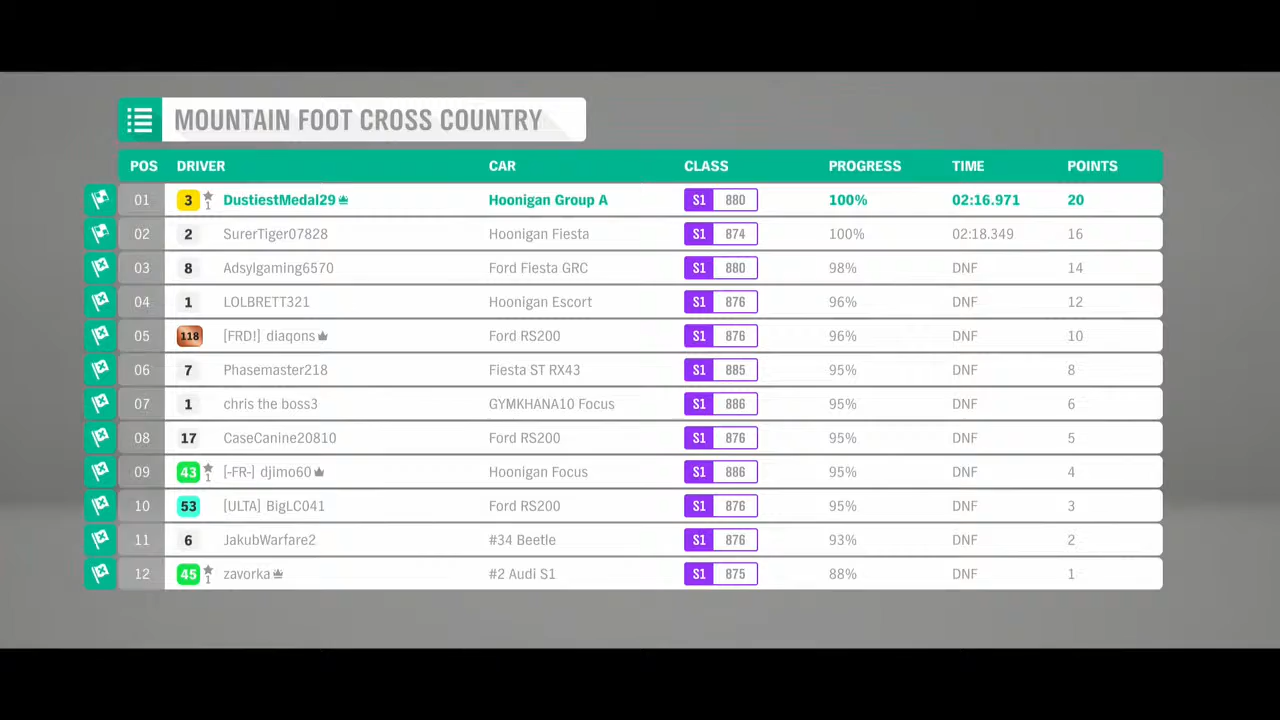 MOUNTAIN FOOT CROSS COUNTRY
POS DRIVER CAR CLASS PROGRESS TIME POINTS
01 3 1 DustiestMedal29 Hoonigan Group A S1 880 100% 02:16.971 20
02 2 SurerTiger07828 Hoonigan Fiesta S1 874 100% 02:18.349 16
03 8 Adsylgaming6570 Ford Fiesta GRC S1 880 98% DNF 14
04 1 LOLBRETT321 Hoonigan Escort S1 876 96% DNF 12
05 118 [FRD!] diaqons Ford RS200 S1 876 96% DNF 10
06 7 Phasemaster218 Fiesta ST RX43 S1 885 95% DNF 8
07 1 chris the boss3 GYMKHANA10 Focus S1 886 95% DNF 6
08 17 CaseCanine20810 Ford RS200 S1 876 95% DNF 5
09 43 1 [-FR-] djimo60 Hoonigan Focus S1 886 95% DNF 4
10 53 [ULTA] BigLC041 Ford RS200 S1 876 95% DNF 3
11 6 JakubWarfare2 #34 Beetle S1 876 93% DNF 2
12 45 1 zavorka #2 Audi S1 S1 875 88% DNF 1